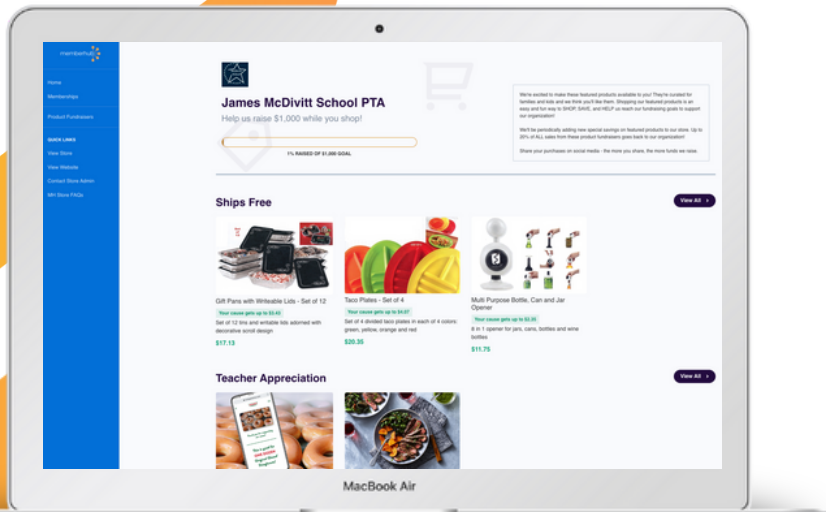 memberhub
Home
Memberships
Product Fundraisers
QUICK LINKS
View Store
View Website
Contact Store Admin
MH Store FAQs
James McDivitt School PTA
Help us raise $1,000 while you shop!
1% RAISED OF $1,000 GOAL
We're excited to make these featured products available to you! They're curated for
families and kids and we think you'll like them. Shopping our featured products is an
easy and fun way to SHOP, SAVE, and HELP us reach our fundraising goals to support
our organization!
We'll be periodically adding new special savings on featured products to our store. Up to
20% of ALL sales from these product fundraisers goes back to our organization!
Share your purchases on social media - the more you share, the more funds we raise.
Ships Free
View All
Gift Pans with Writeable Lids - Set of 12
Your cause gets up to $3.43
Set of 12 tins and writable lids adorned with
decorative scroll design
$17.13
Taco Plates - Set of 4
Your cause gets up to $4.07
Set of 4 divided taco plates in each of 4 colors:
green, yellow, orange and red
$20.35
Multi Purpose Bottle, Can and Jar
Opener
Your cause gets up to $2.35
6 in 1 opener for jars, cans, bottles and wine
bottles
$11.75
Teacher Appreciation
View All
MacBook Air